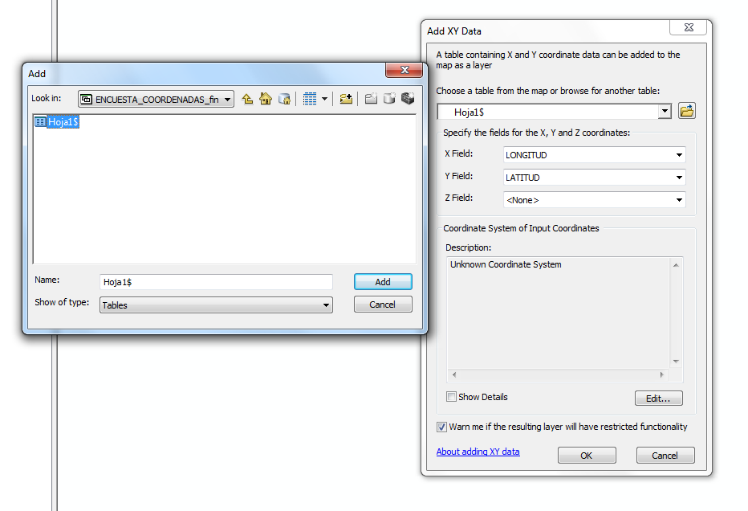 Add XY Data
A table containing X and Y coordinate data can be added to the
map as a layer
Add
Look in:
ENCUESTA_COORDENADAS_fin
Hoja1$
Name:
Hoja1$
Add
Show of type:
Tables
Cancel
Choose a table from the map or browse for another table:
Hoja1$
Specify the fields for the X, Y and Z coordinates:
X Field:
LONGITUD
Y Field:
LATITUD
Z Field:
<None>
Coordinate System of Input Coordinates
Description:
Unknown Coordinate System
Show Details
Edit...
Warn me if the resulting layer will have restricted functionality
About adding XY data
OK
Cancel